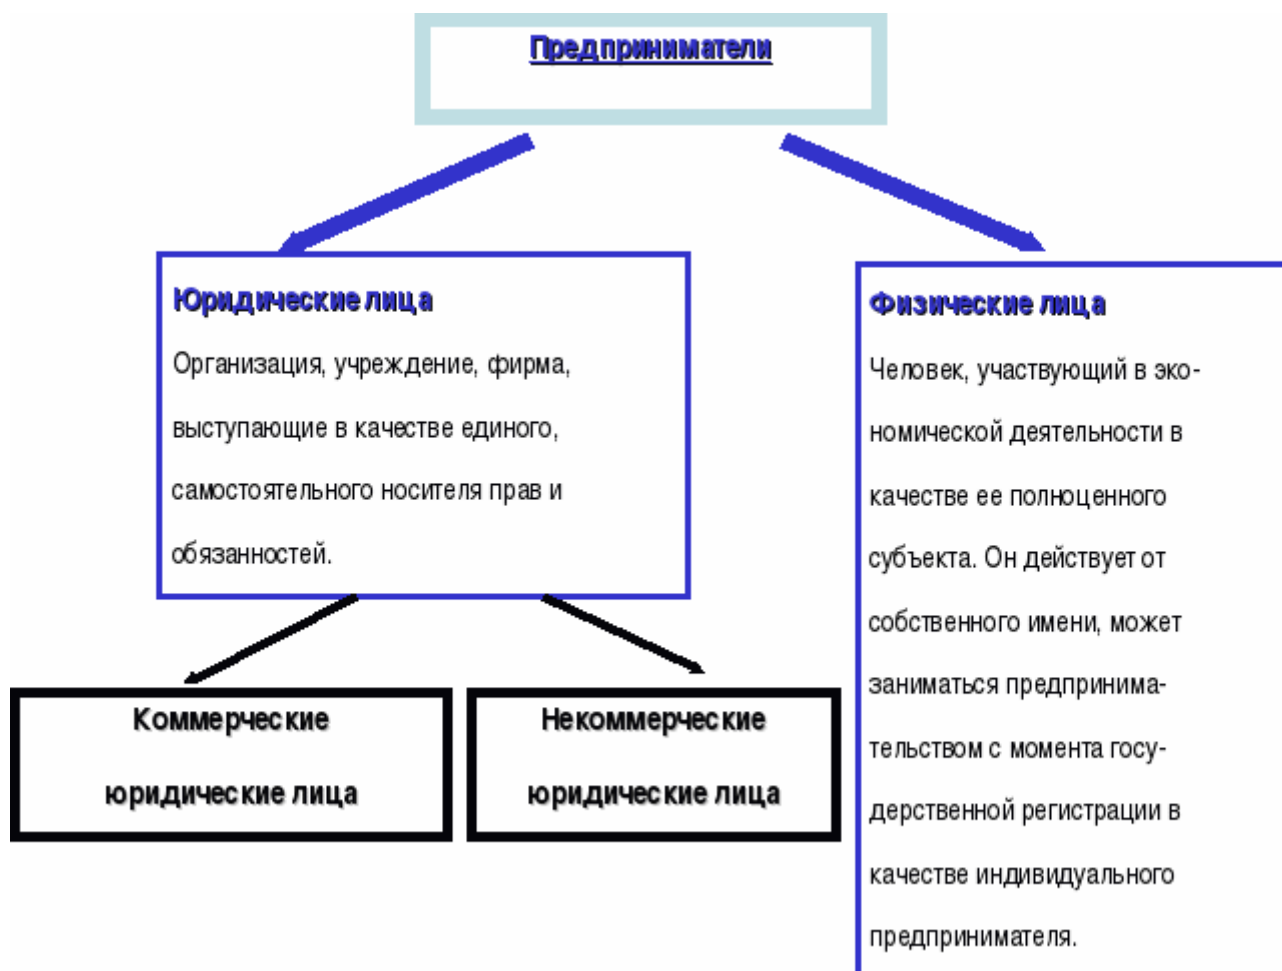 Предприниматели
Юридические лица
Организация, учреждение, фирма,
выступающие в качестве единого,
самостоятельного носителя прав и
обязанностей.
Коммерческие
юридические лица
Некоммерческие
юридические лица
Физические лица
Человек, участвующий в эко-
номической деятельности в
качестве ее полноценного
субъекта. Он действует от
собственного имени, может
заниматься предпринима-
тельством с момента госу-
дерственной регистрации в
качестве индивидуального
предпринимателя.